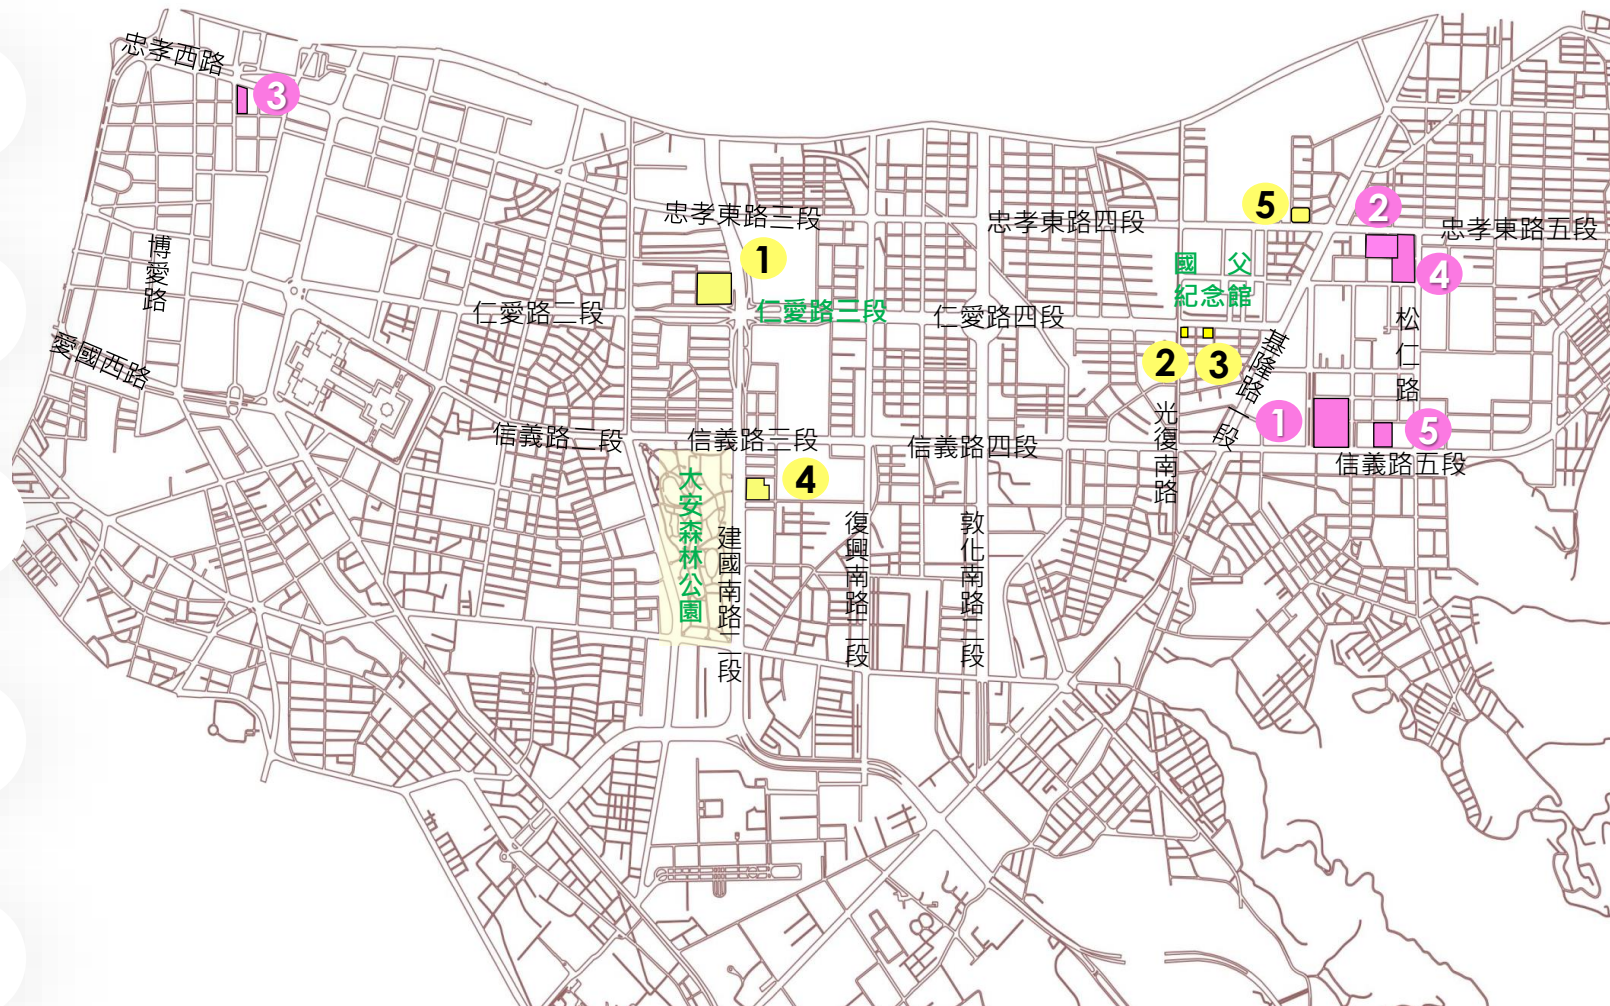 忠孝西路
3
忠孝東路三段
忠孝東路四段
5
2
忠孝東路五段
博愛路
1
國父
紀念館
4
仁愛路二段
仁愛路三段
仁愛路四段
松仁路
愛國西路
2
3
基隆路一段
光復南路
1
5
信義路二段
信義路三段
信義路四段
信義路五段
大安森林公園
4
建國南路二段
復興南路二段
敦化南路二段